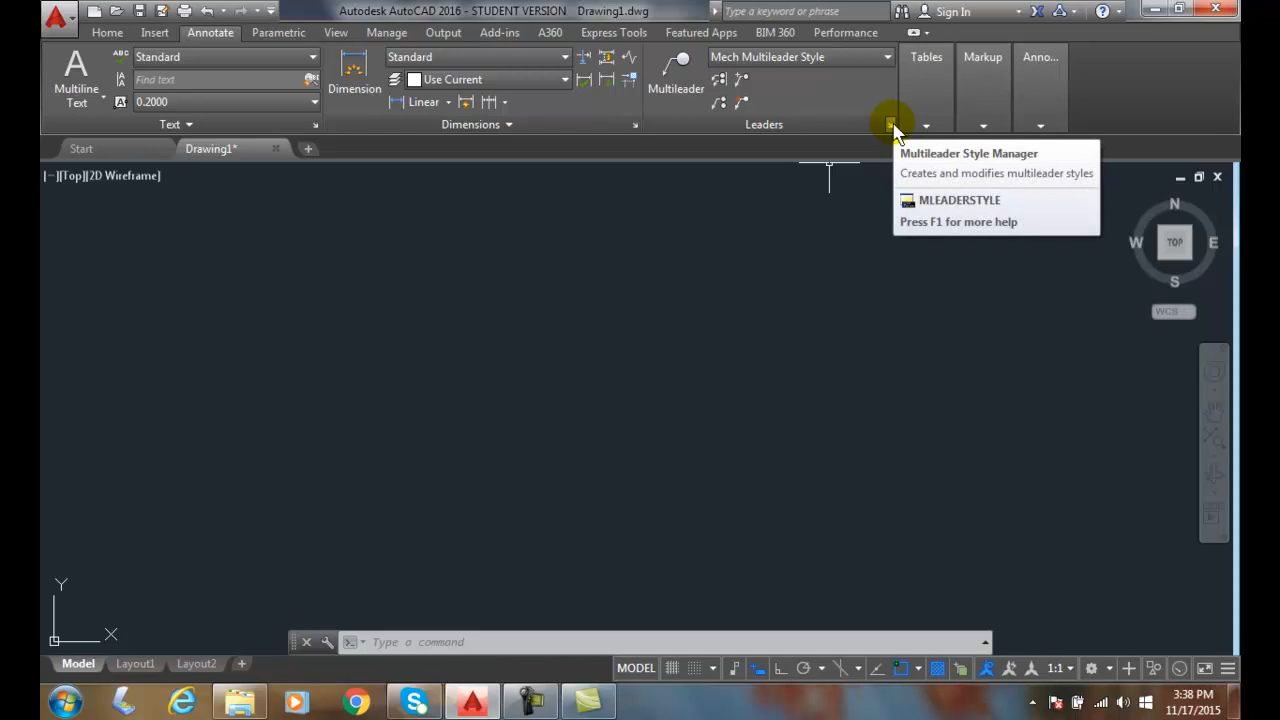 Autodesk AutoCAD 2016 - STUDENT VERSION Drawing1.dwg
Type a keyword or phrase
Sign In
Home Insert Annotate Parametric View Manage Output Add-ins A360 Express Tools Featured Apps BIM 360 Performance
A
Multiline
Text
ABC
Standard
Find text
0.2000
Text
Dimension
Standard
Use Current
Linear
Dimensions
Multileader
Mech Multileader Style
Leaders
Tables
Markup
Anno...
Start
Drawing1*
Multileader Style Manager
Creates and modifies multileader styles
MLEADERSTYLE
Press F1 for more help
[−][Top][2D Wireframe]
N
W TOP E
S
WCS
Y
X
Type a command
Model Layout1 Layout2
MODEL
1:1
3:38 PM
11/17/2015